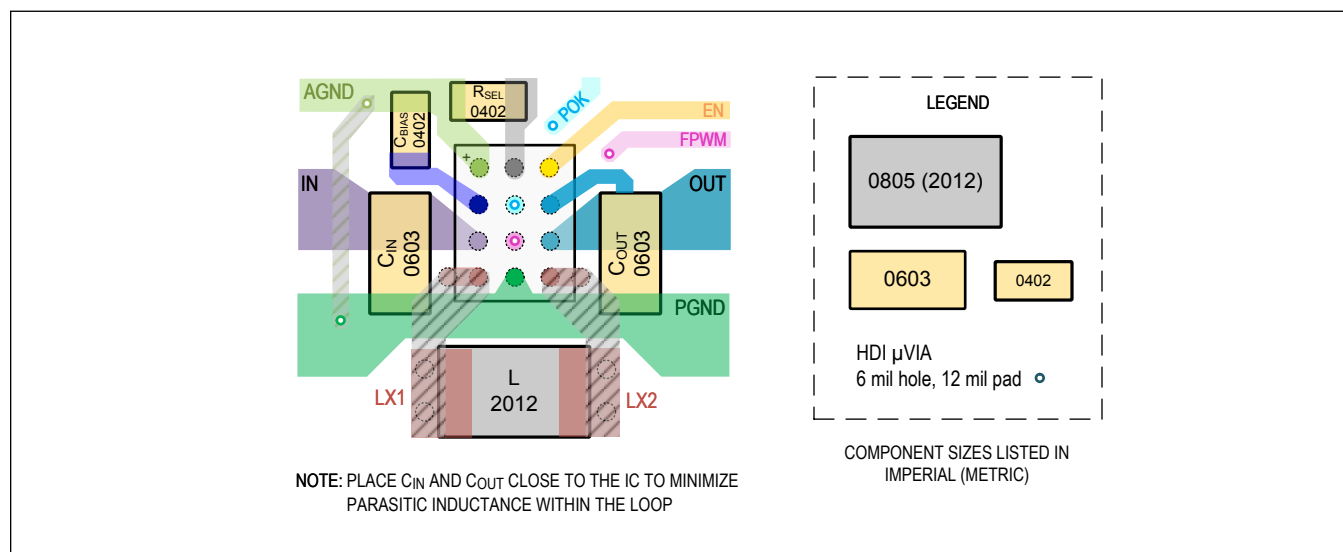 AGND
CBIAS
0402
RSEL
0402
POK
EN
FPWM
+
IN
OUT
CIN
0603
COUT
0603
PGND
LX1
L
2012
LX2
NOTE: PLACE CIN AND COUT CLOSE TO THE IC TO MINIMIZE
PARASITIC INDUCTANCE WITHIN THE LOOP
LEGEND
0805 (2012)
0603
0402
HDI µVIA
6 mil hole, 12 mil pad
COMPONENT SIZES LISTED IN
IMPERIAL (METRIC)